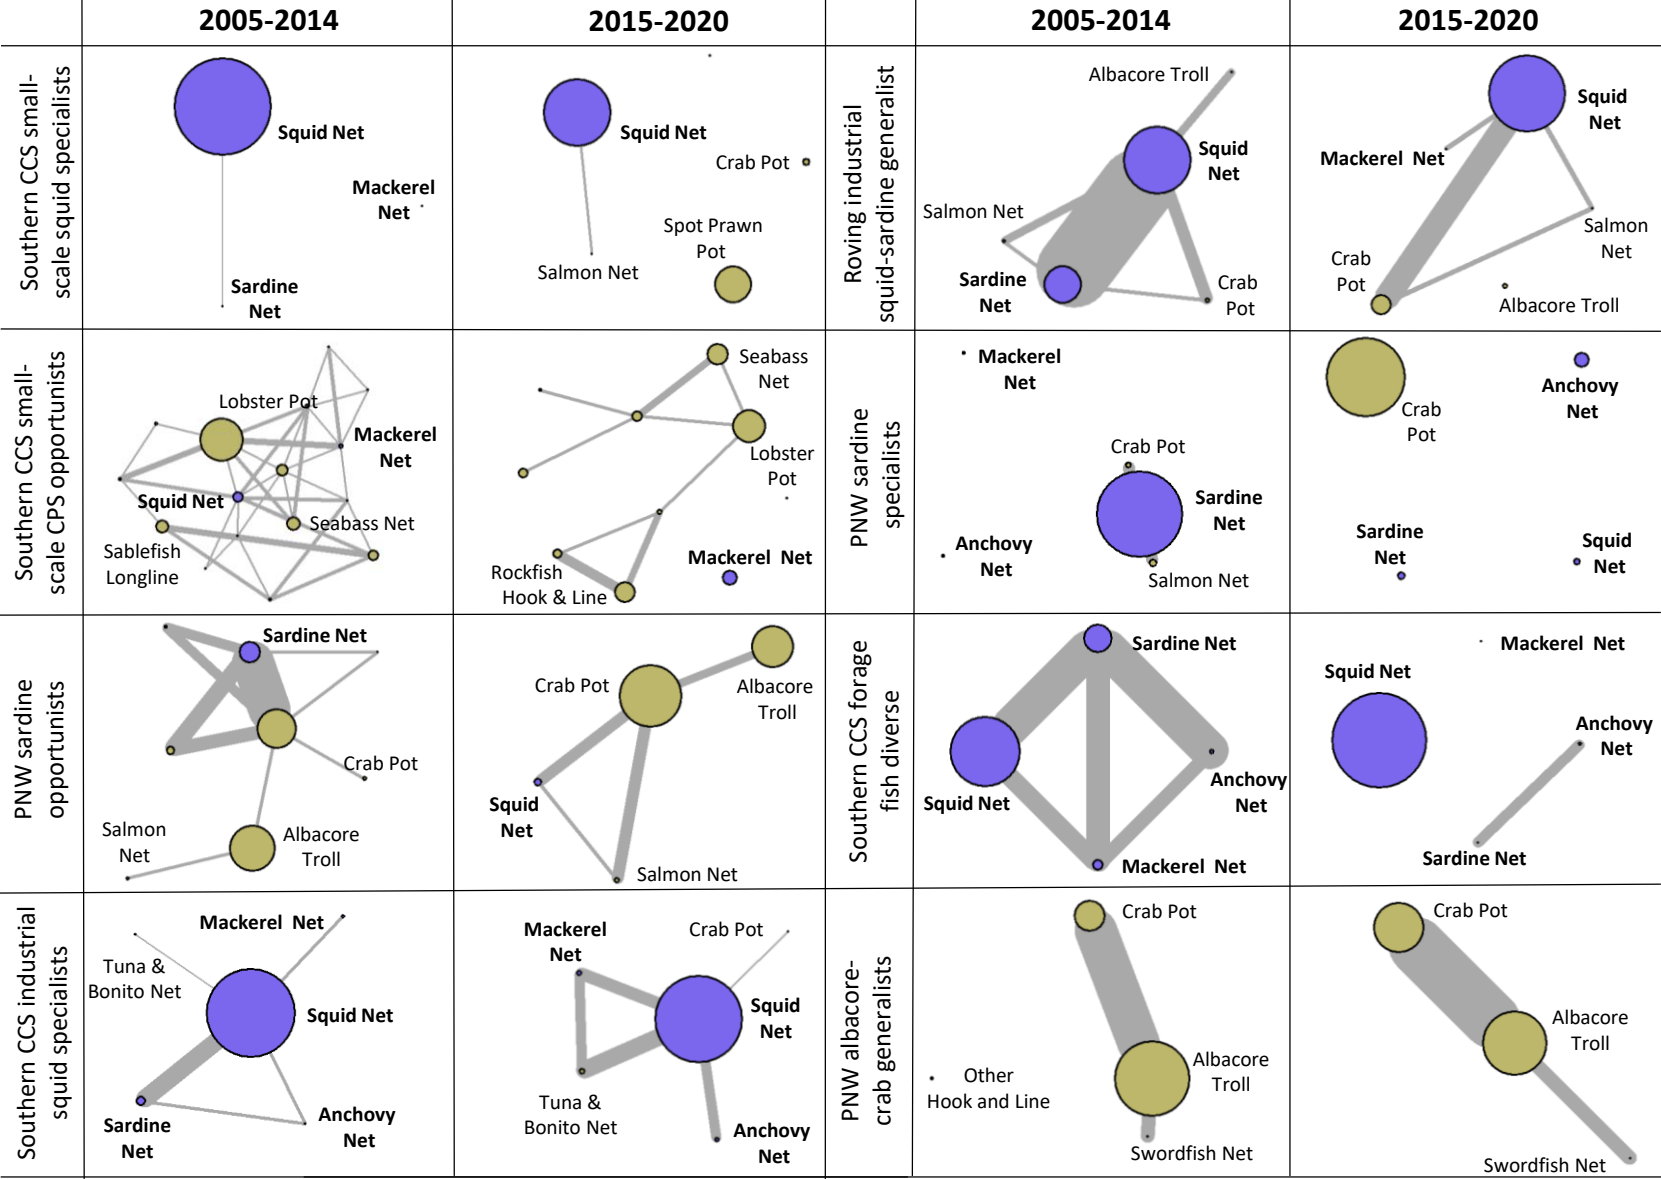 2005-2014
2015-2020
2005-2014
2015-2020
Southern CCS small-
scale squid specialists
Squid Net
Mackerel
Net
Sardine
Net
Squid Net
Crab Pot
Spot Prawn
Pot
Salmon Net
Roving industrial
squid-sardine generalist
Albacore Troll
Squid
Net
Salmon Net
Sardine
Net
Crab
Pot
Squid
Net
Mackerel Net
Salmon
Net
Crab
Pot
Albacore Troll
Southern CCS small-
scale CPS opportunists
Lobster Pot
Mackerel
Net
Squid Net
Seabass Net
Sablefish
Longline
Seabass
Net
Lobster
Pot
Mackerel Net
Rockfish
Hook & Line
PNW sardine
specialists
Mackerel
Net
Crab Pot
Sardine
Net
Anchovy
Net
Salmon Net
Crab
Pot
Anchovy
Net
Sardine
Net
Squid
Net
PNW sardine
opportunists
Sardine Net
Crab Pot
Salmon
Net
Albacore
Troll
Crab Pot
Albacore
Troll
Squid
Net
Salmon Net
Southern CCS forage
fish diverse
Sardine Net
Squid Net
Anchovy
Net
Mackerel Net
Mackerel Net
Squid Net
Anchovy
Net
Sardine Net
Southern CCS industrial
squid specialists
Mackerel Net
Tuna &
Bonito Net
Squid Net
Sardine
Net
Anchovy
Net
Mackerel
Net
Crab Pot
Squid
Net
Tuna &
Bonito Net
Anchovy
Net
PNW albacore-
crab generalists
Crab Pot
Albacore
Troll
Other
Hook and Line
Swordfish Net
Crab Pot
Albacore
Troll
Swordfish Net